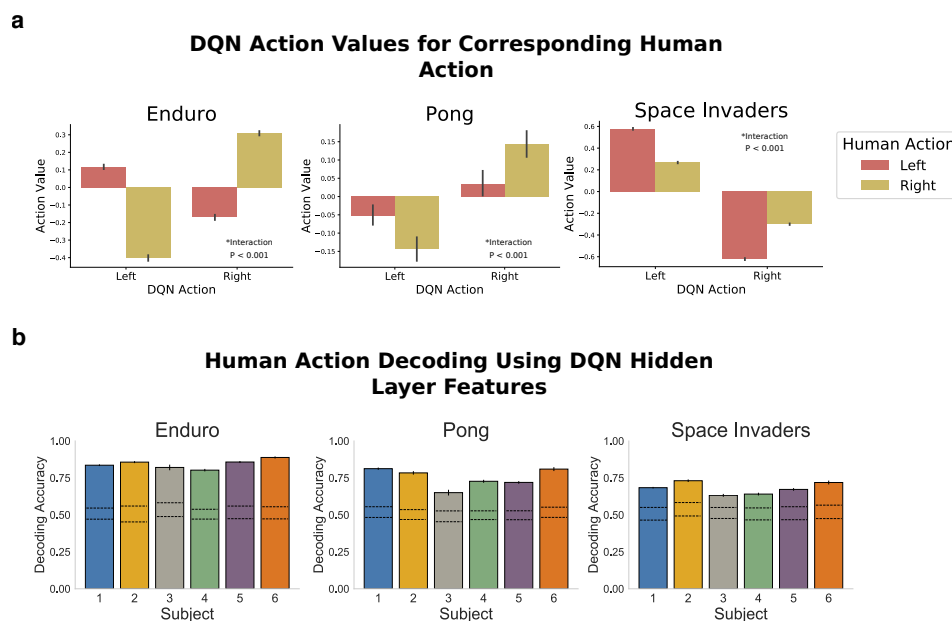 a
DQN Action Values for Corresponding Human
Action
Enduro
Action Value
0.3
0.2
0.1
0.0
−0.1
−0.2
−0.3
−0.4
*Interaction
P < 0.001
Left
Right
DQN Action
Pong
Action Value
0.15
0.10
0.05
0.00
−0.05
−0.10
−0.15
*Interaction
P < 0.001
Left
Right
DQN Action
Space Invaders
Action Value
0.6
0.4
0.2
0.0
−0.2
−0.4
−0.6
*Interaction
P < 0.001
Left
Right
DQN Action
Human Action
Left
Right
b
Human Action Decoding Using DQN Hidden
Layer Features
Enduro
Decoding Accuracy
1.00
0.75
0.50
0.25
0.00
1 2 3 4 5 6
Subject
Pong
Decoding Accuracy
1.00
0.75
0.50
0.25
0.00
1 2 3 4 5 6
Subject
Space Invaders
Decoding Accuracy
1.00
0.75
0.50
0.25
0.00
1 2 3 4 5 6
Subject